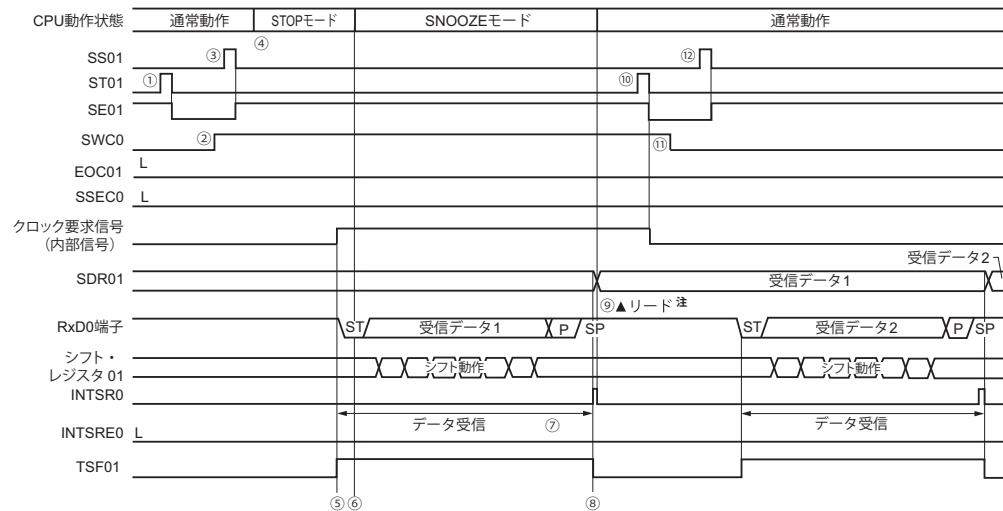 CPU動作状態 通常動作 STOPモード SNOOZEモード 通常動作
④
SS01 ③ ⑫
ST01 ① ⑩
SE01
SWC0 ② ⑪
EOC01 L
SSEC0 L
クロック要求信号
（内部信号）
受信データ2
SDR01 受信データ1
⑨▲リード注
RxD0端子 ST 受信データ1 P SP ST 受信データ2 P SP
シフト・
レジスタ01 シフト動作 シフト動作
INTSR0
データ受信 ⑦ データ受信
INTSRE0 L
TSF01
⑤ ⑥ ⑧